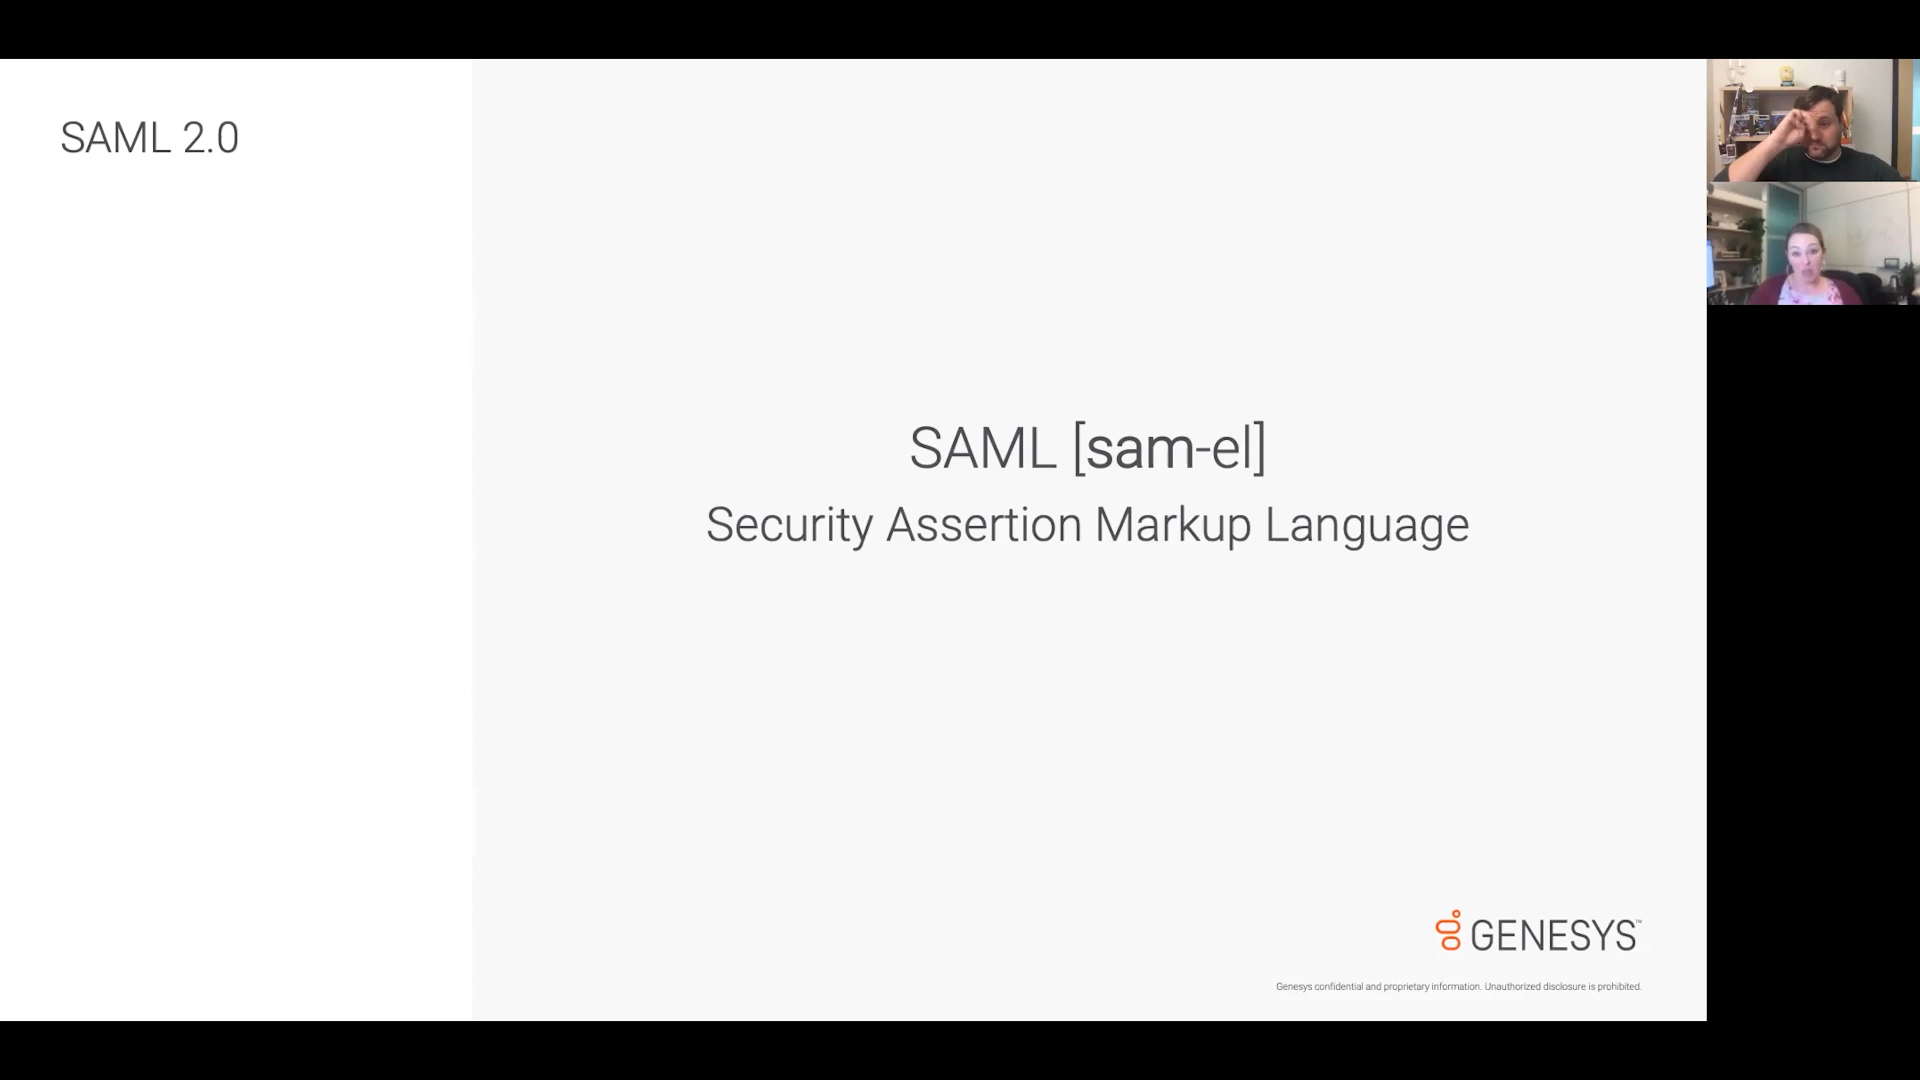 SAML 2.0
SAML [sam-el]
Security Assertion Markup Language
GENESYS™
Genesys confidential and proprietary information. Unauthorized disclosure is prohibited.